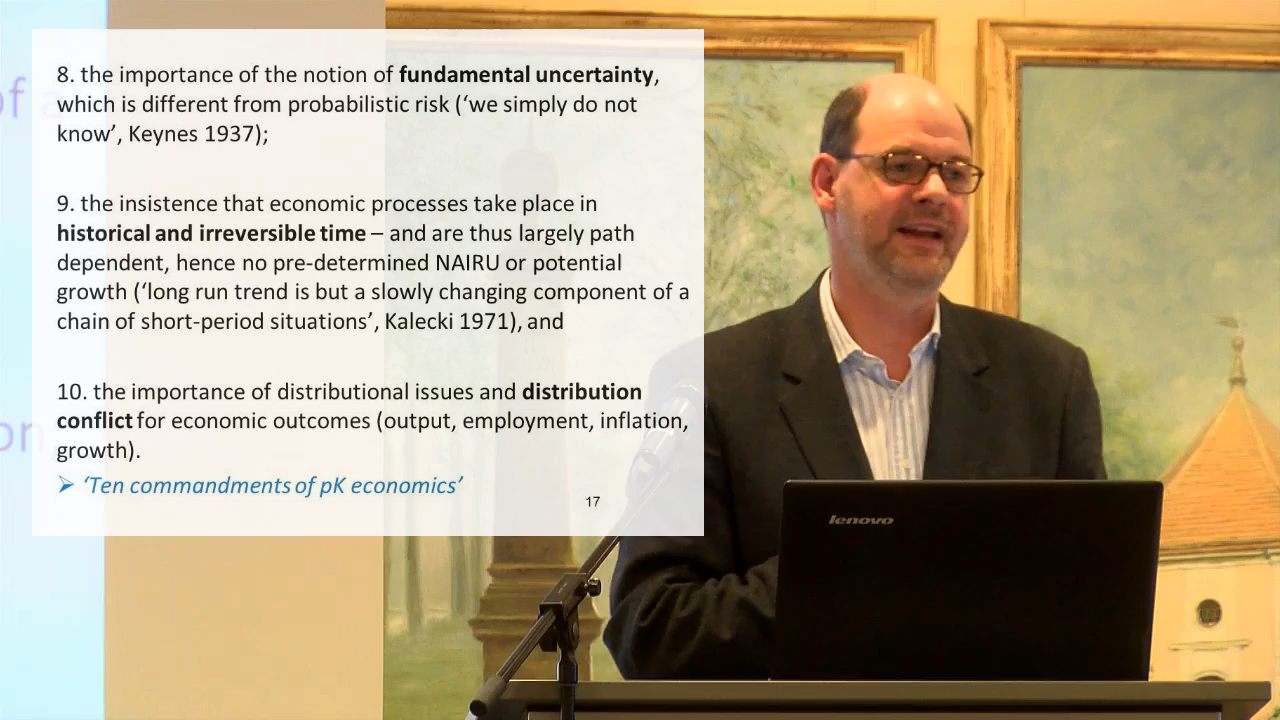 8. the importance of the notion of fundamental uncertainty,
which is different from probabilistic risk (‘we simply do not
know’, Keynes 1937);
9. the insistence that economic processes take place in
historical and irreversible time – and are thus largely path
dependent, hence no pre-determined NAIRU or potential
growth (‘long run trend is but a slowly changing component of a
chain of short-period situations’, Kalecki 1971), and
10. the importance of distributional issues and distribution
conflict for economic outcomes (output, employment, inflation,
growth).
➢ ‘Ten commandments of pK economics’
17
lenovo
of
on